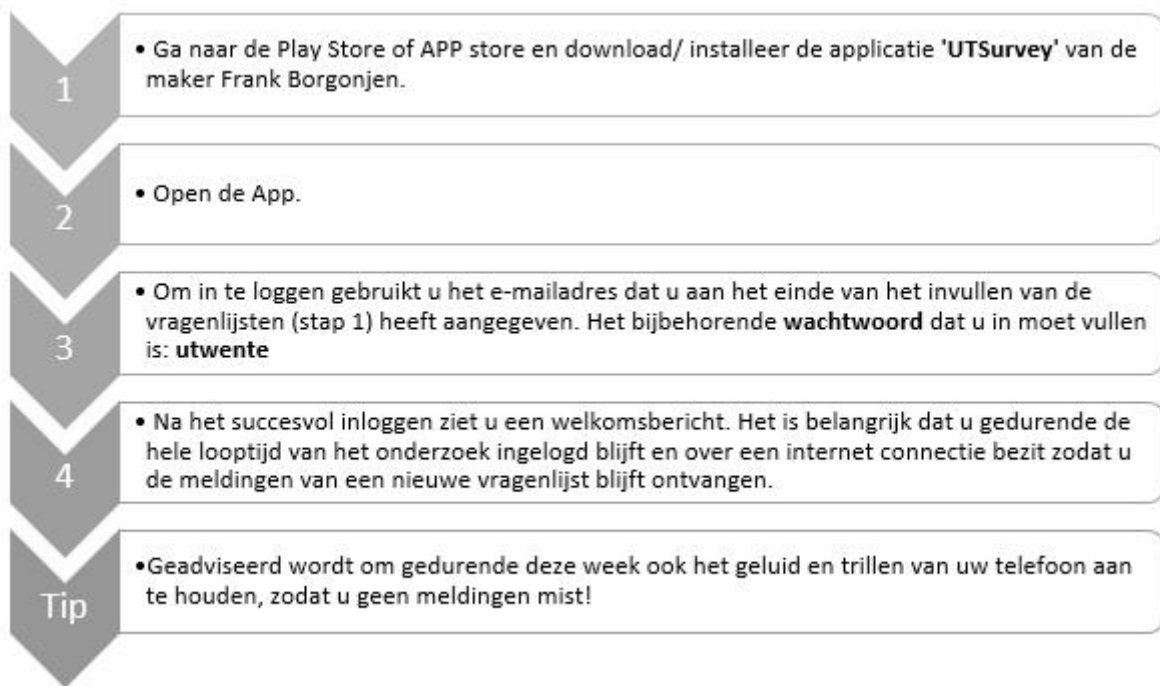 1
• Ga naar de Play Store of APP store en download/ installeer de applicatie 'UTSurvey' van de
maker Frank Borgonjen.
2
• Open de App.
3
• Om in te loggen gebruikt u het e-mailadres dat u aan het einde van het invullen van de
vragenlijsten (stap 1) heeft aangegeven. Het bijbehorende wachtwoord dat u in moet vullen
is: utwente
4
• Na het succesvol inloggen ziet u een welkomsbericht. Het is belangrijk dat u gedurende de
hele looptijd van het onderzoek ingelogd blijft en over een internet connectie bezit zodat u
de meldingen van een nieuwe vragenlijst blijft ontvangen.
Tip
•Geadviseerd wordt om gedurende deze week ook het geluid en trillen van uw telefoon aan
te houden, zodat u geen meldingen mist!